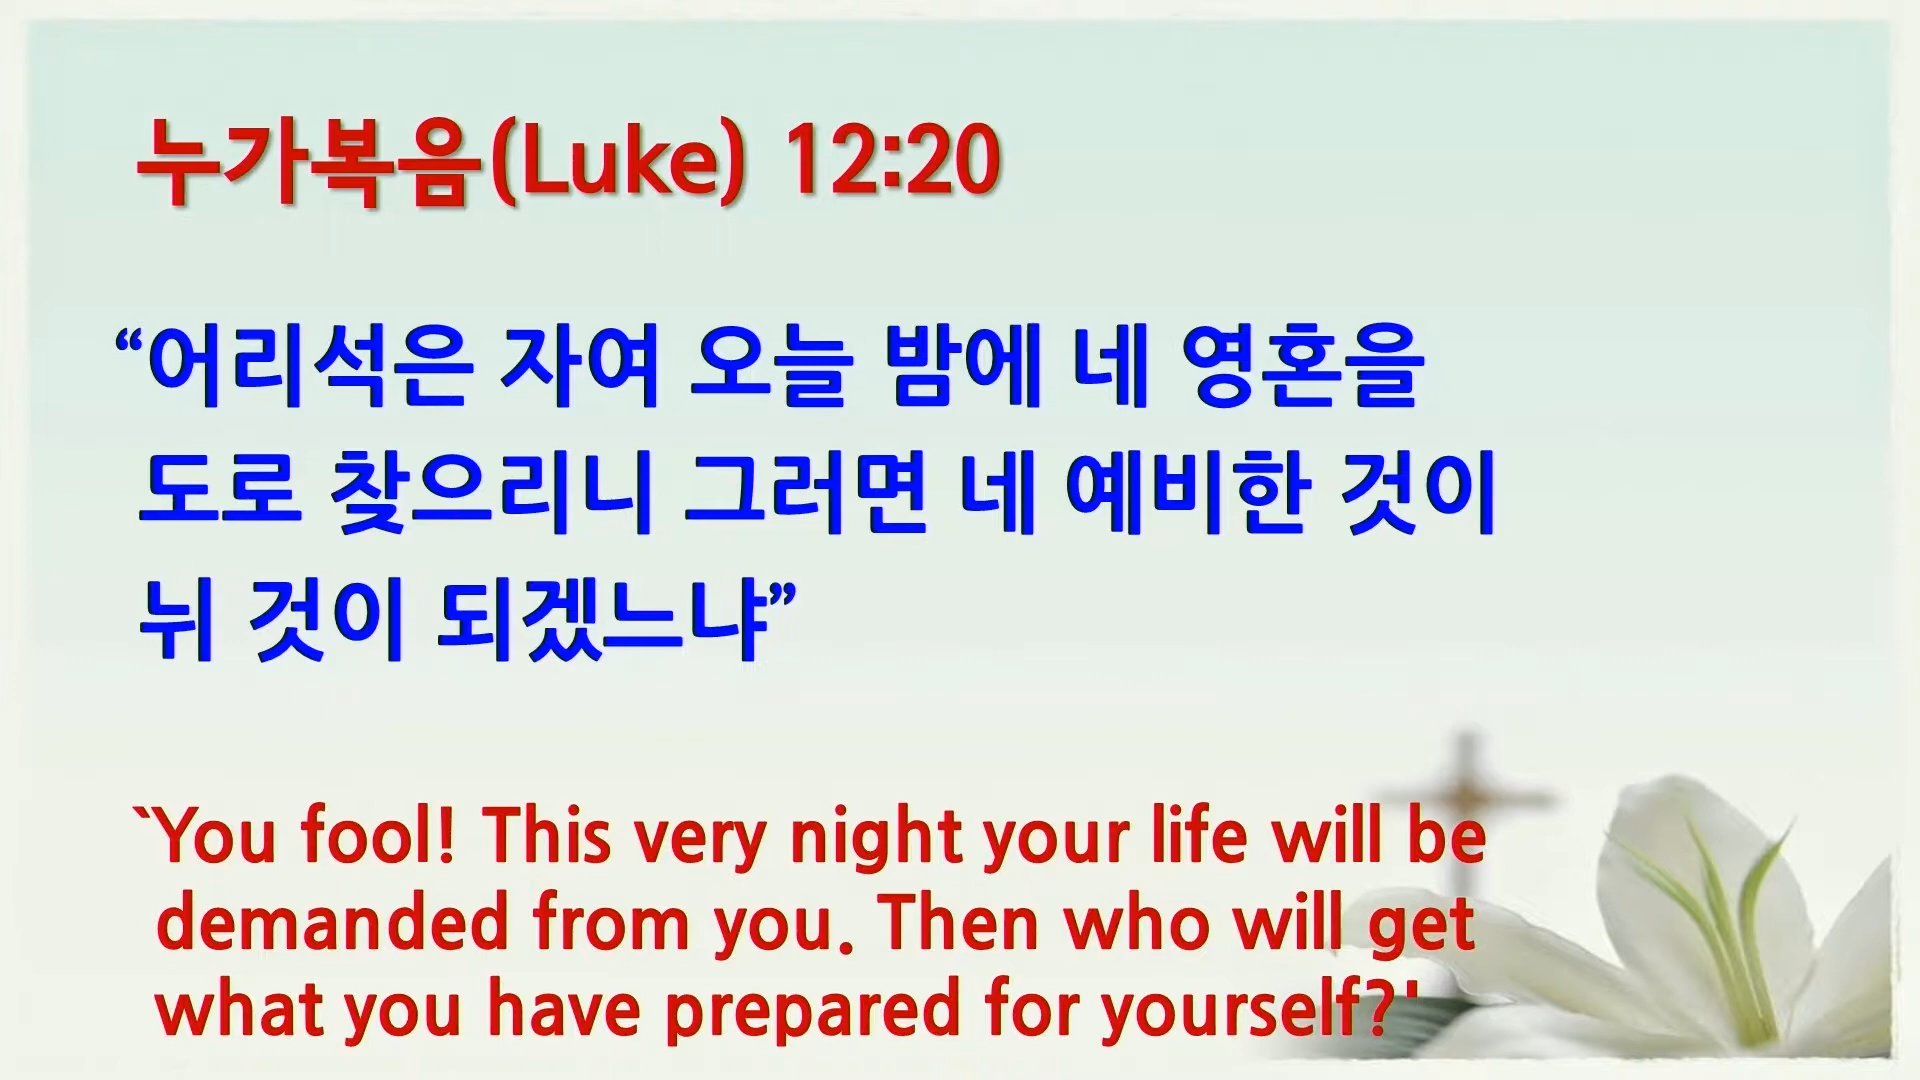 누가복음(Luke) 12:20
“어리석은 자여 오늘 밤에 네 영혼을
도로 찾으리니 그러면 네 예비한 것이
뉘 것이 되겠느냐”
`You fool! This very night your life will be
demanded from you. Then who will get
what you have prepared for yourself?'